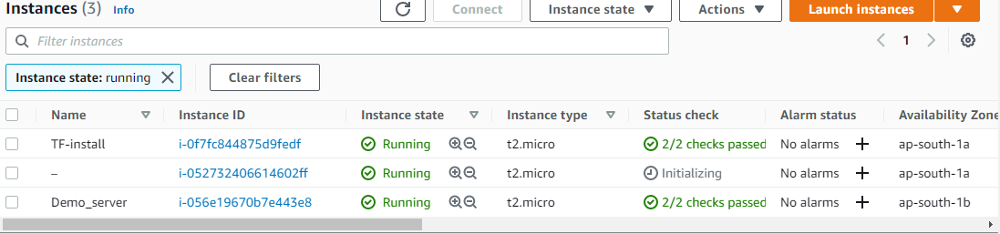 Instances (3) Info Connect Instance state Actions Launch instances
Filter instances 1
Instance state: running Clear filters
Name Instance ID Instance state Instance type Status check Alarm status Availability Zone
TF-install i-0f7fc844875d9fedf Running t2.micro 2/2 checks passed No alarms + ap-south-1a
– i-052732406614602ff Running t2.micro Initializing No alarms + ap-south-1a
Demo_server i-056e19670b7e443e8 Running t2.micro 2/2 checks passed No alarms + ap-south-1b